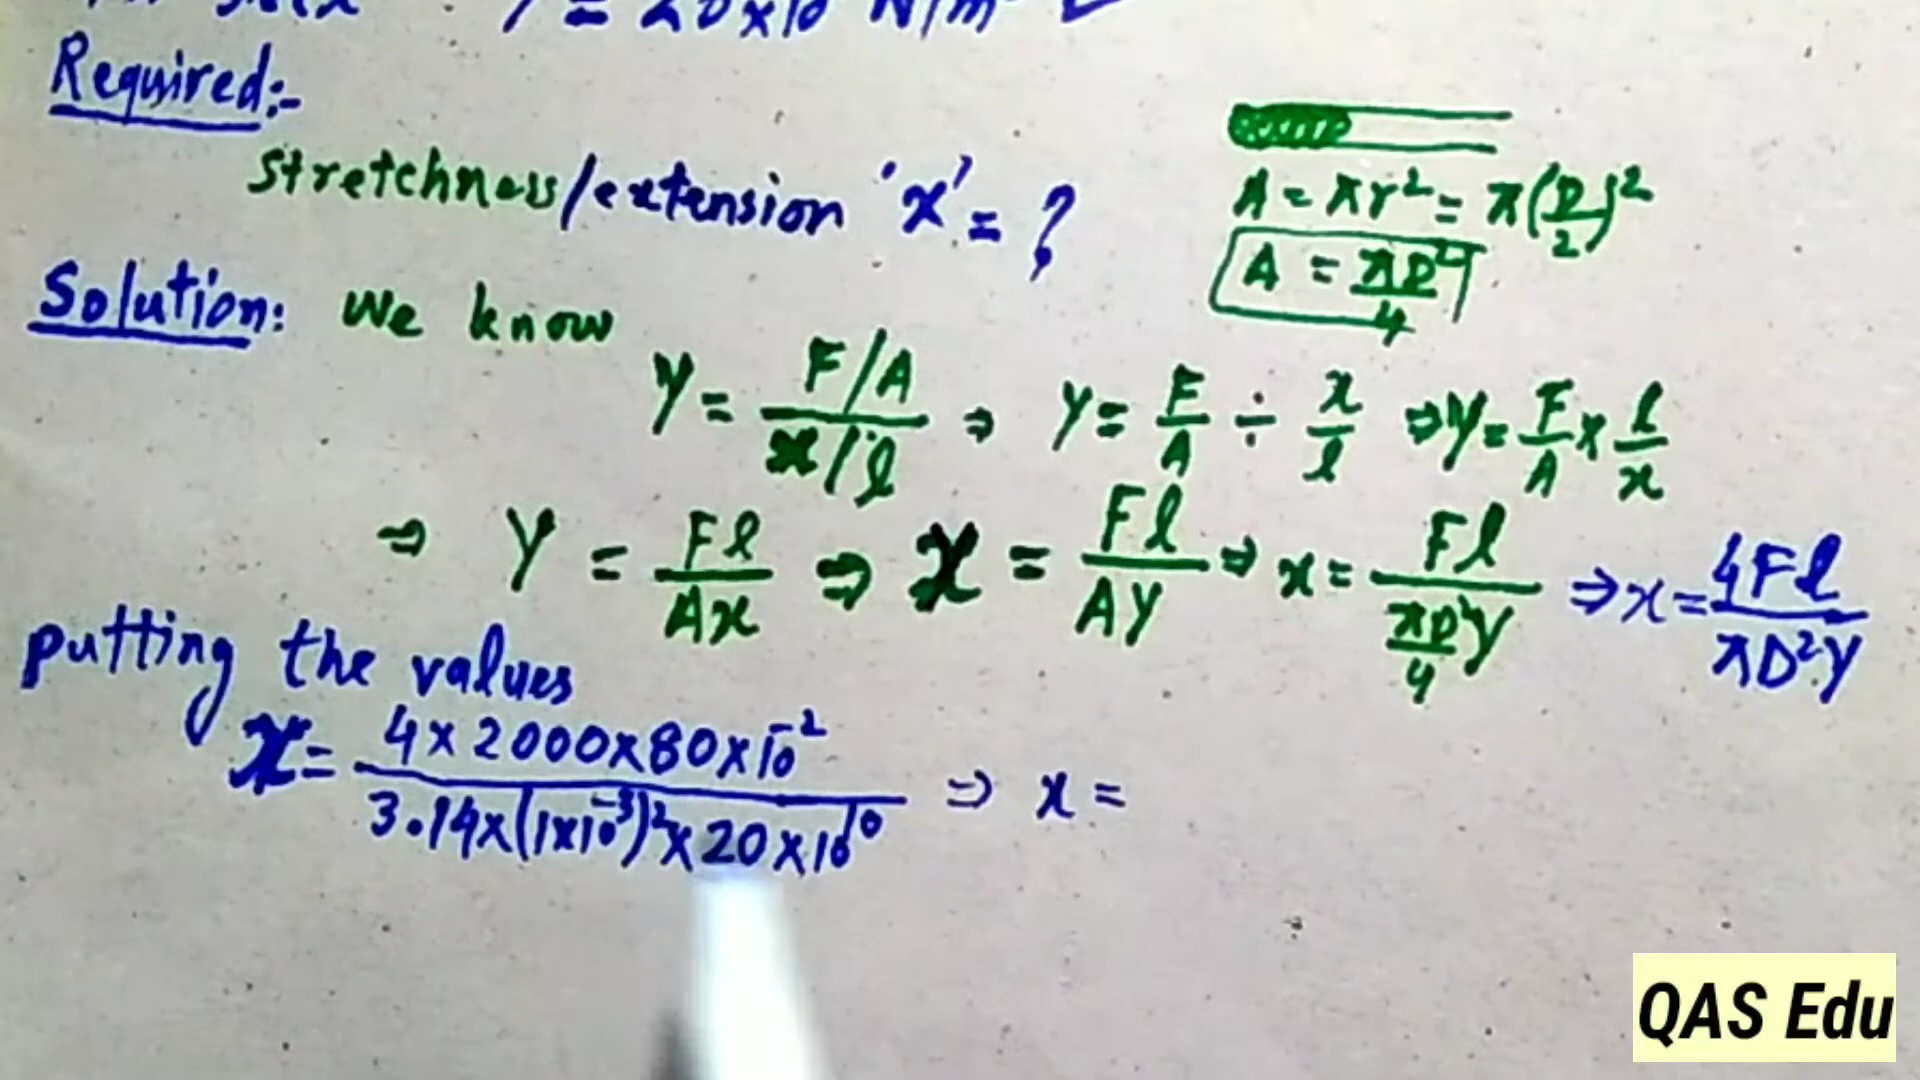 Y = 20×10 N/m
Required:-
stretchness/extension 'x' = ?
A = πr² = π(D/2)²
A = πD²/4
Solution: we know
Y = F/A / x/l ⇒ Y = F/A ÷ x/l ⇒ Y = F/A × l/x
⇒ Y = Fl/Ax ⇒ x = Fl/AY ⇒ x = Fl/(πD²/4 Y) ⇒ x = 4Fl/πD²Y
putting the values
x = 4×2000×80×10⁻² / 3.14×(1×10⁻³)²×20×10¹⁰ ⇒ x =
QAS Edu